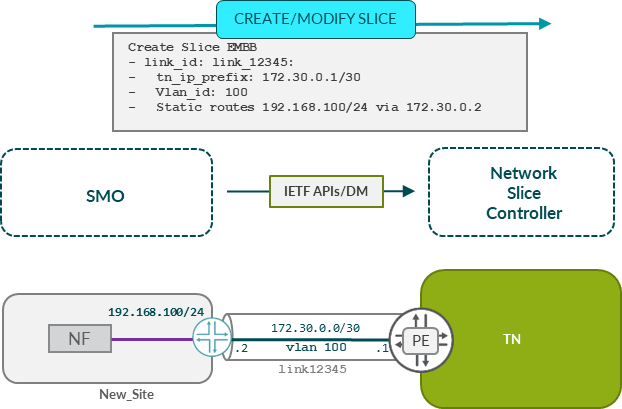 CREATE/MODIFY SLICE
Create Slice EMBB
- link_id: link_12345:
- tn_ip_prefix: 172.30.0.1/30
- Vlan_id: 100
- Static routes 192.168.100/24 via 172.30.0.2
SMO
IETF APIs/DM
Network
Slice
Controller
192.168.100/24
NF
172.30.0.0/30
.2 vlan 100 .1
PE
TN
link12345
New_Site